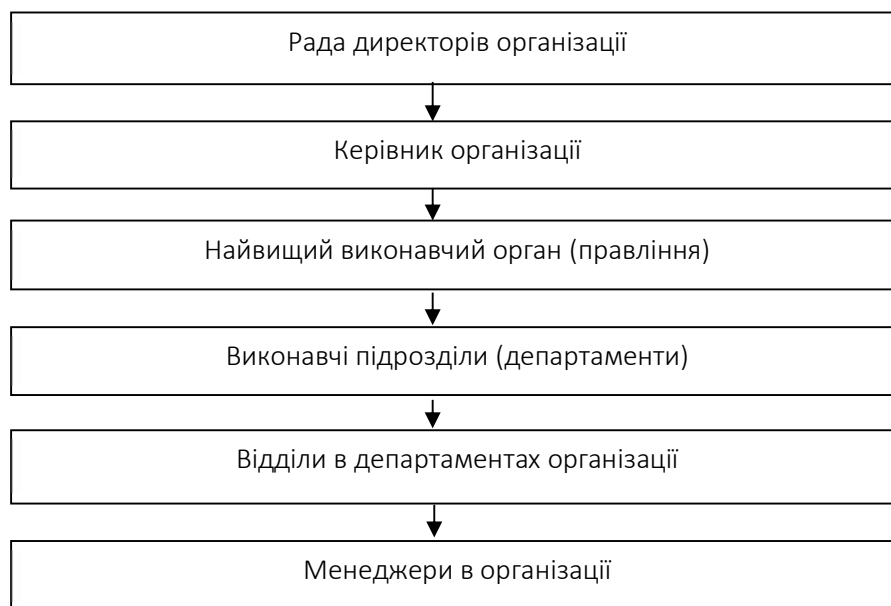 Рада директорів організації
Керівник організації
Найвищий виконавчий орган (правління)
Виконавчі підрозділи (департаменти)
Відділи в департаментах організації
Менеджери в організації